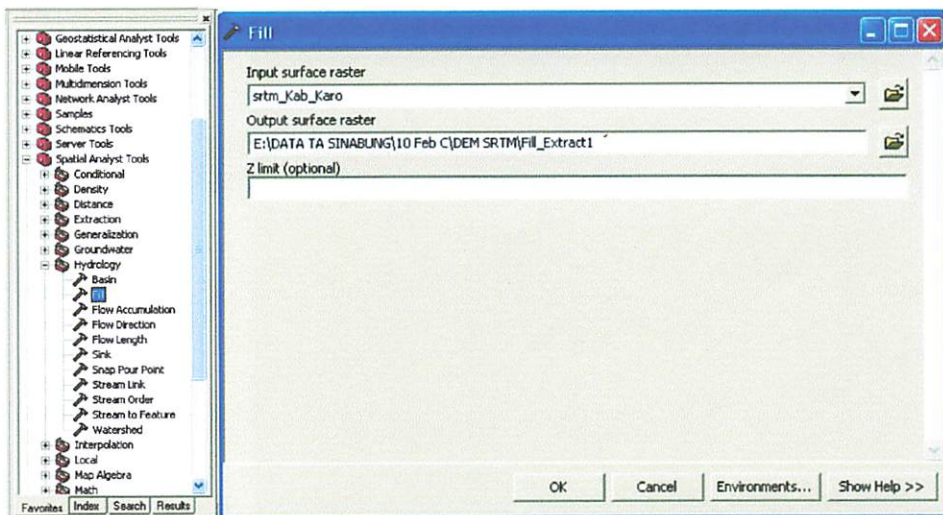 Geostatistical Analyst Tools
Linear Referencing Tools
Mobile Tools
Multidimension Tools
Network Analyst Tools
Samples
Schematics Tools
Server Tools
Spatial Analyst Tools
Conditional
Density
Distance
Extraction
Generalization
Groundwater
Hydrology
Basin
Fill
Flow Accumulation
Flow Direction
Flow Length
Sink
Snap Pour Point
Stream Link
Stream Order
Stream to Feature
Watershed
Interpolation
Local
Map Algebra
Math
Favorites Index Search Results
Fill
Input surface raster
srtm_Kab_Karo
Output surface raster
E:\DATA TA SINABUNG\10 Feb C\DEM SRTM\Fill_Extract1
Z limit (optional)
OK Cancel Environments... Show Help >>